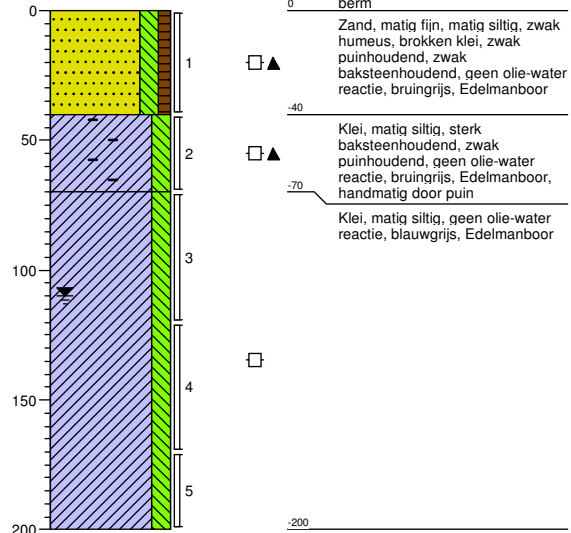 0
50
100
150
200
1
2
3
4
5
0
berm
Zand, matig fijn, matig siltig, zwak
humeus, brokken klei, zwak
puinhoudend, zwak
baksteenhoudend, geen olie-water
reactie, bruingrijs, Edelmanboor
-40
Klei, matig siltig, sterk
baksteenhoudend, zwak
puinhoudend, geen olie-water
reactie, bruingrijs, Edelmanboor,
handmatig door puin
-70
Klei, matig siltig, geen olie-water
reactie, blauwgrijs, Edelmanboor
-200